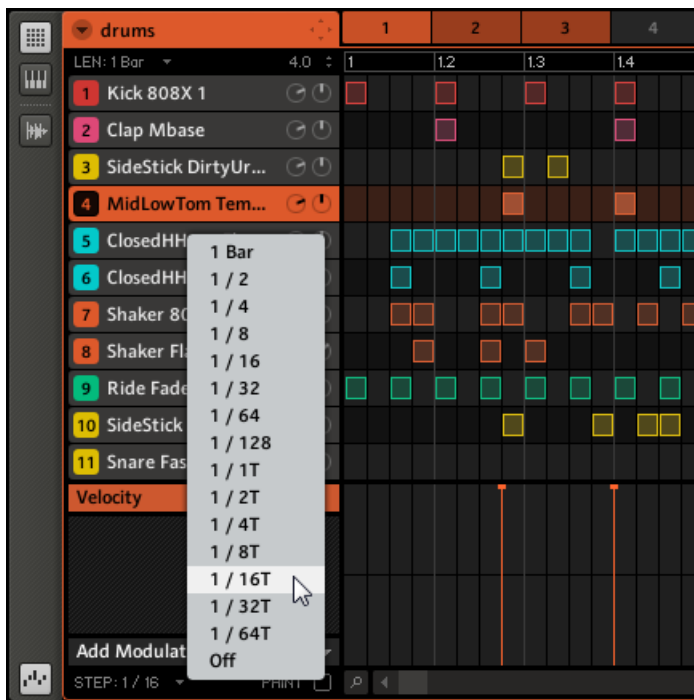 drums 1 2 3 4
LEN: 1 Bar 4.0 1 1.2 1.3 1.4
1 Kick 808X 1
2 Clap Mbase
3 SideStick DirtyUr...
4 MidLowTom Tem...
5 ClosedHH
6 ClosedHH
7 Shaker 80
8 Shaker Fla
9 Ride Fade
10 SideStick
11 Snare Fas
Velocity
1 Bar
1 / 2
1 / 4
1 / 8
1 / 16
1 / 32
1 / 64
1 / 128
1 / 1T
1 / 2T
1 / 4T
1 / 8T
1 / 16T
1 / 32T
1 / 64T
Off
Add Modulat
STEP: 1 / 16 PAINT